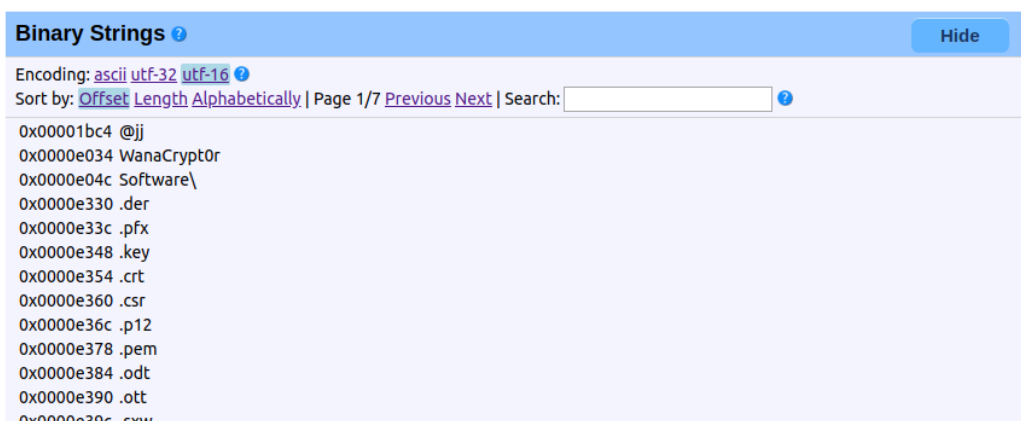 Binary Strings ?
Hide
Encoding: ascii utf-32 utf-16 ?
Sort by: Offset Length Alphabetically | Page 1/7 Previous Next | Search: ?
0x00001bc4 @jj
0x0000e034 WanaCrypt0r
0x0000e04c Software\
0x0000e330 .der
0x0000e33c .pfx
0x0000e348 .key
0x0000e354 .crt
0x0000e360 .csr
0x0000e36c .p12
0x0000e378 .pem
0x0000e384 .odt
0x0000e390 .ott
0x0000e39c .sxw